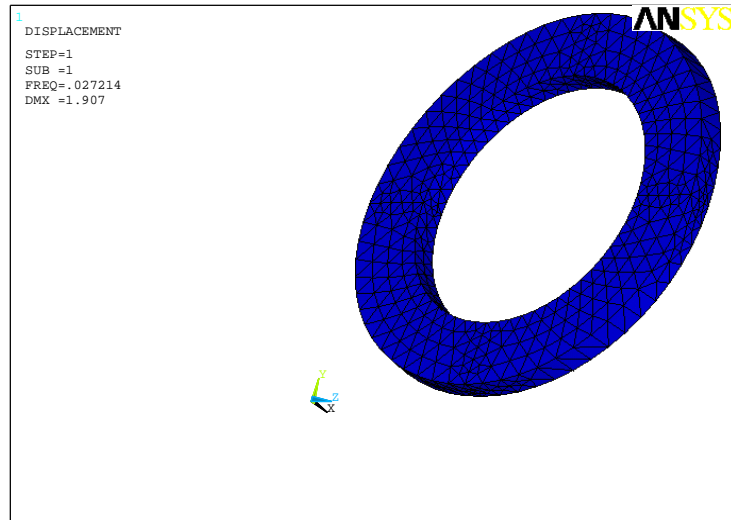 1
DISPLACEMENT
STEP=1
SUB =1
FREQ=.027214
DMX =1.907
ANSYS
Y
Z
X